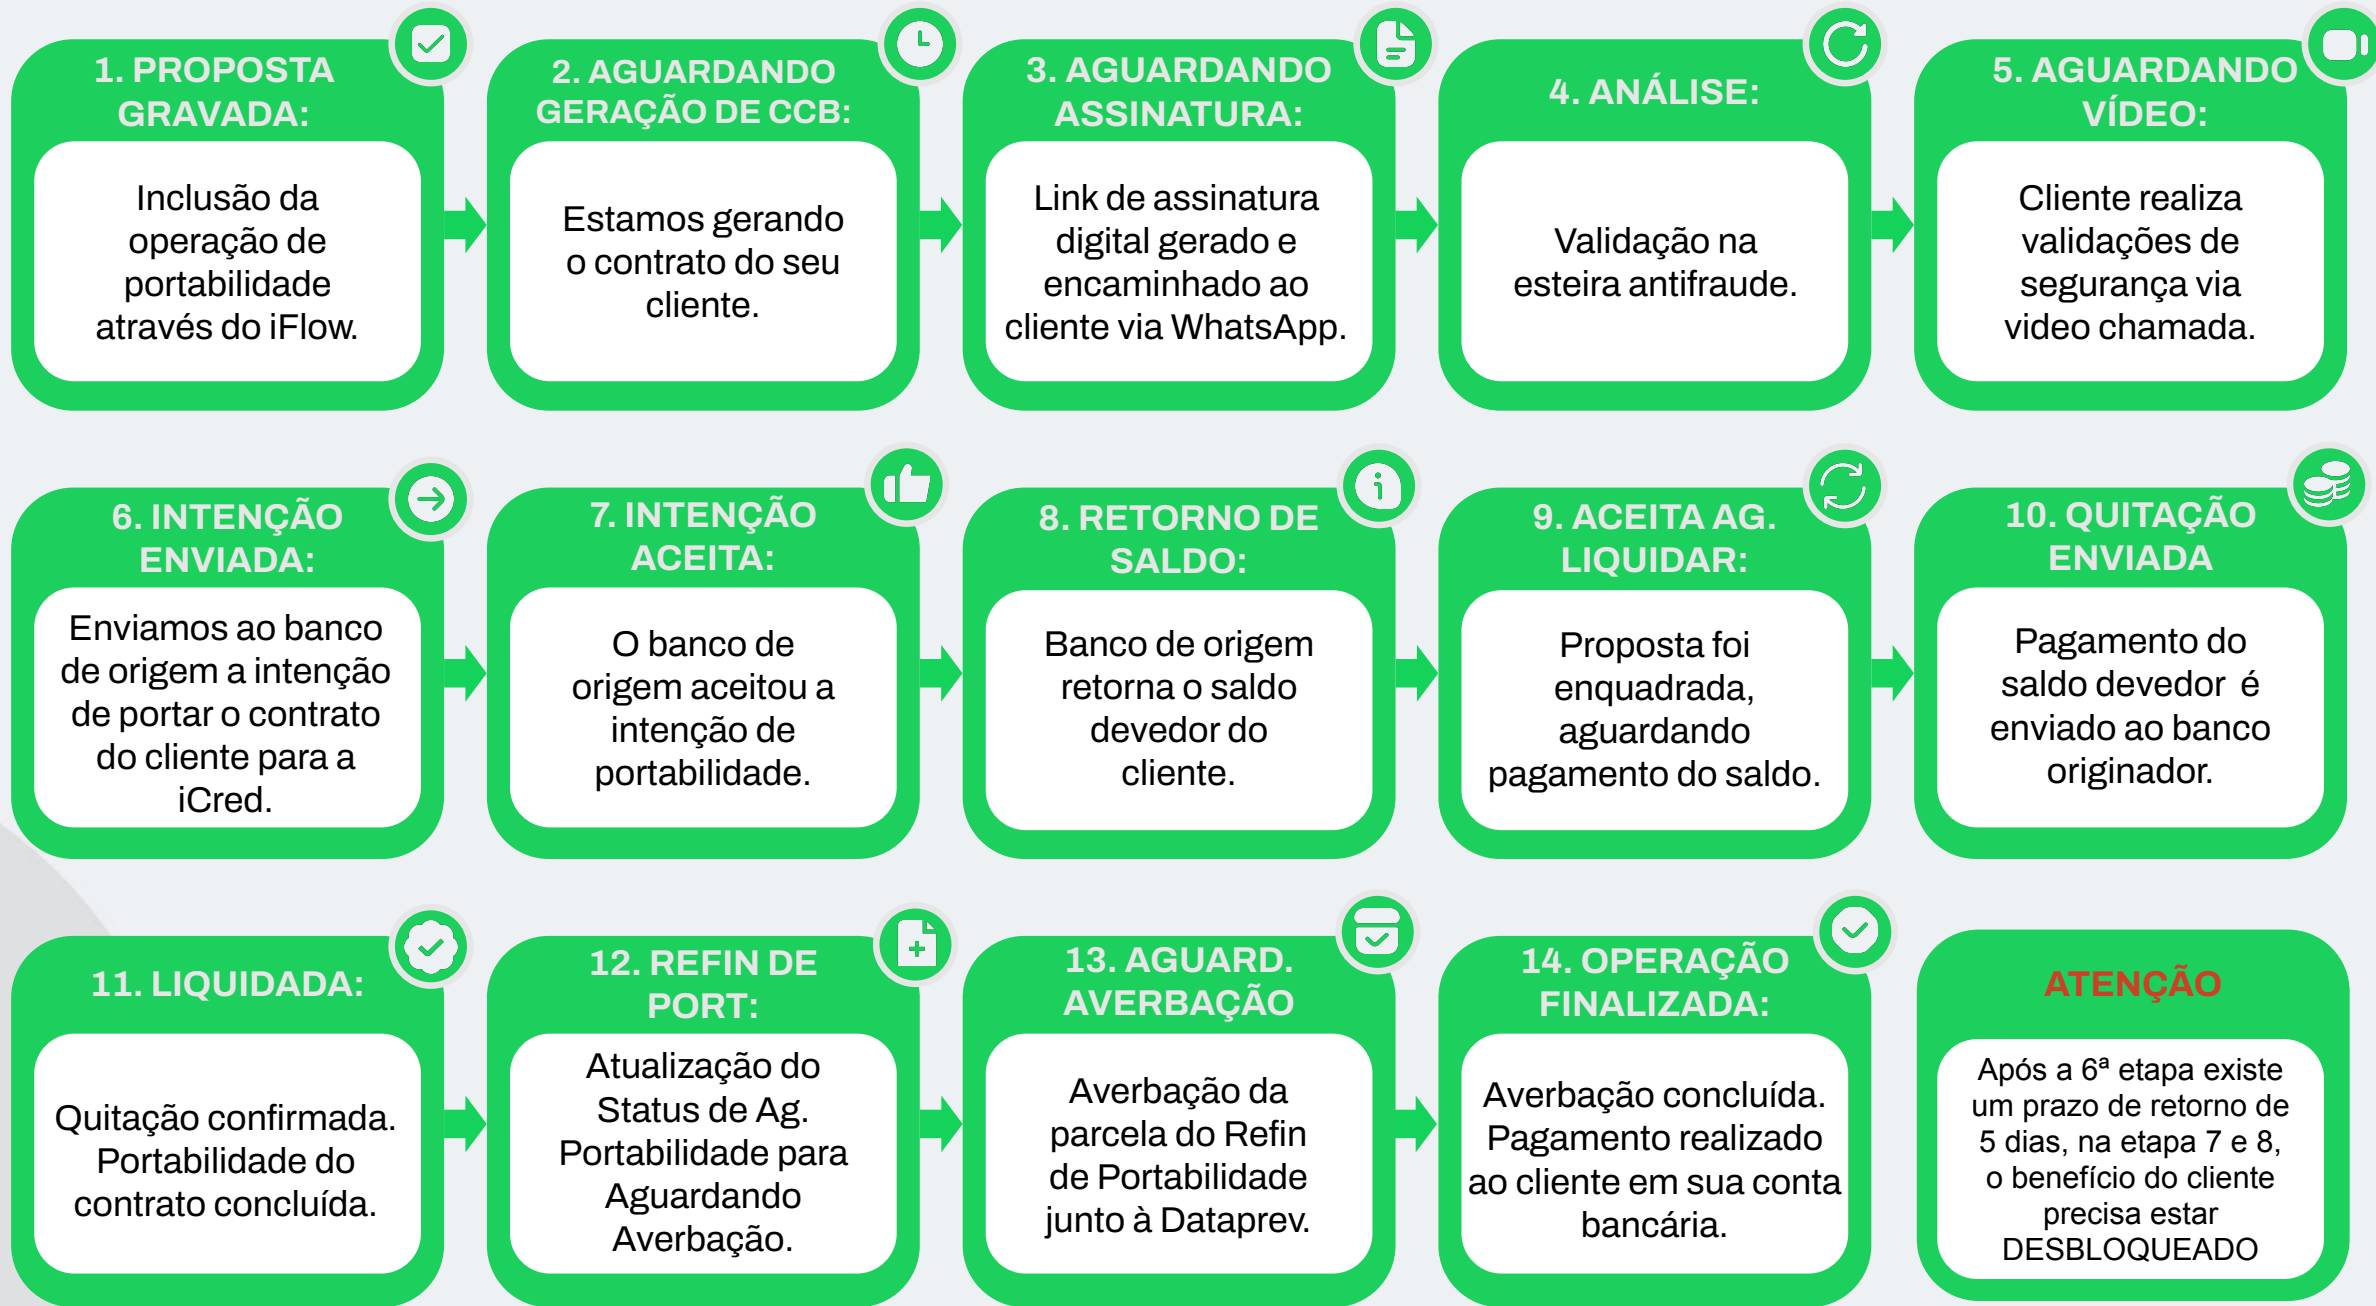 1. PROPOSTA
GRAVADA:
Inclusão da
operação de
portabilidade
através do iFlow.
2. AGUARDANDO
GERAÇÃO DE CCB:
Estamos gerando
o contrato do seu
cliente.
3. AGUARDANDO
ASSINATURA:
Link de assinatura
digital gerado e
encaminhado ao
cliente via WhatsApp.
4. ANÁLISE:
Validação na
esteira antifraude.
5. AGUARDANDO
VÍDEO:
Cliente realiza
validações de
segurança via
video chamada.
6. INTENÇÃO
ENVIADA:
Enviamos ao banco
de origem a intenção
de portar o contrato
do cliente para a
iCred.
7. INTENÇÃO
ACEITA:
O banco de
origem aceitou a
intenção de
portabilidade.
8. RETORNO DE
SALDO:
Banco de origem
retorna o saldo
devedor do
cliente.
9. ACEITA AG.
LIQUIDAR:
Proposta foi
enquadrada,
aguardando
pagamento do saldo.
10. QUITAÇÃO
ENVIADA
Pagamento do
saldo devedor é
enviado ao banco
originador.
11. LIQUIDADA:
Quitação confirmada.
Portabilidade do
contrato concluída.
12. REFIN DE
PORT:
Atualização do
Status de Ag.
Portabilidade para
Aguardando
Averbação.
13. AGUARD.
AVERBAÇÃO
Averbação da
parcela do Refin
de Portabilidade
junto à Dataprev.
14. OPERAÇÃO
FINALIZADA:
Averbação concluída.
Pagamento realizado
ao cliente em sua conta
bancária.
ATENÇÃO
Após a 6ª etapa existe
um prazo de retorno de
5 dias, na etapa 7 e 8,
o benefício do cliente
precisa estar
DESBLOQUEADO